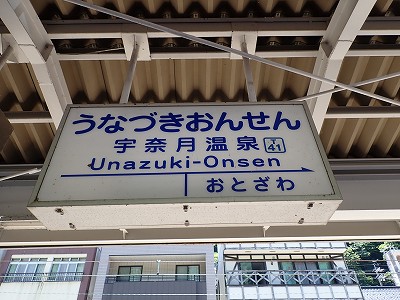 うなづきおんせん
宇奈月温泉 T 41
Unazuki-Onsen
おとざわ